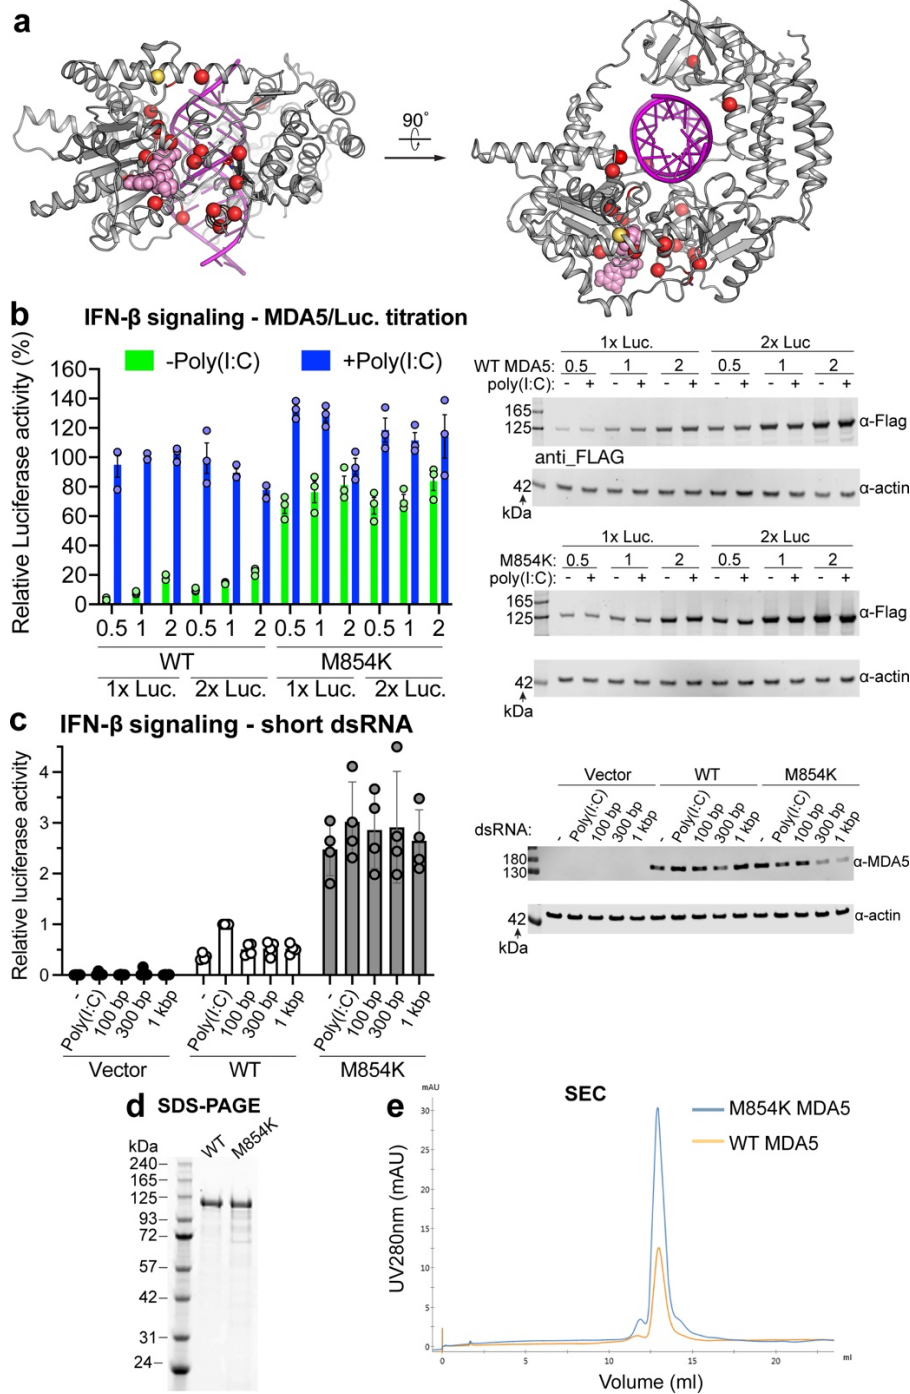 a
90°
b
IFN-β signaling - MDA5/Luc. titration
-Poly(I:C)
+Poly(I:C)
Relative Luciferase activity (%)
160
140
120
100
80
60
40
20
0
0.5 1 2 0.5 1 2 0.5 1 2 0.5 1 2
WT M854K
1x Luc. 2x Luc. 1x Luc. 2x Luc.
1x Luc. 2x Luc
WT MDA5: 0.5 1 2 0.5 1 2
poly(I:C): - + - + - + - + - + - +
165
125
α-Flag
anti_FLAG
42
α-actin
kDa
1x Luc. 2x Luc
M854K: 0.5 1 2 0.5 1 2
poly(I:C): - + - + - + - + - + - +
165
125
α-Flag
42
α-actin
kDa
c
IFN-β signaling - short dsRNA
Relative luciferase activity
4
3
2
1
0
- Poly(I:C) 100 bp 300 bp 1 kbp - Poly(I:C) 100 bp 300 bp 1 kbp - Poly(I:C) 100 bp 300 bp 1 kbp
Vector WT M854K
Vector WT M854K
dsRNA: - Poly(I:C) 100 bp 300 bp 1 kbp - Poly(I:C) 100 bp 300 bp 1 kbp - Poly(I:C) 100 bp 300 bp 1 kbp
180
130
α-MDA5
42
α-actin
kDa
d
SDS-PAGE
kDa
WT M854K
240
165
125
93
72
57
42
31
24
e
SEC
mAU
M854K MDA5
WT MDA5
UV280nm (mAU)
30
25
20
15
10
5
0
0 5 10 15 20 ml
Volume (ml)